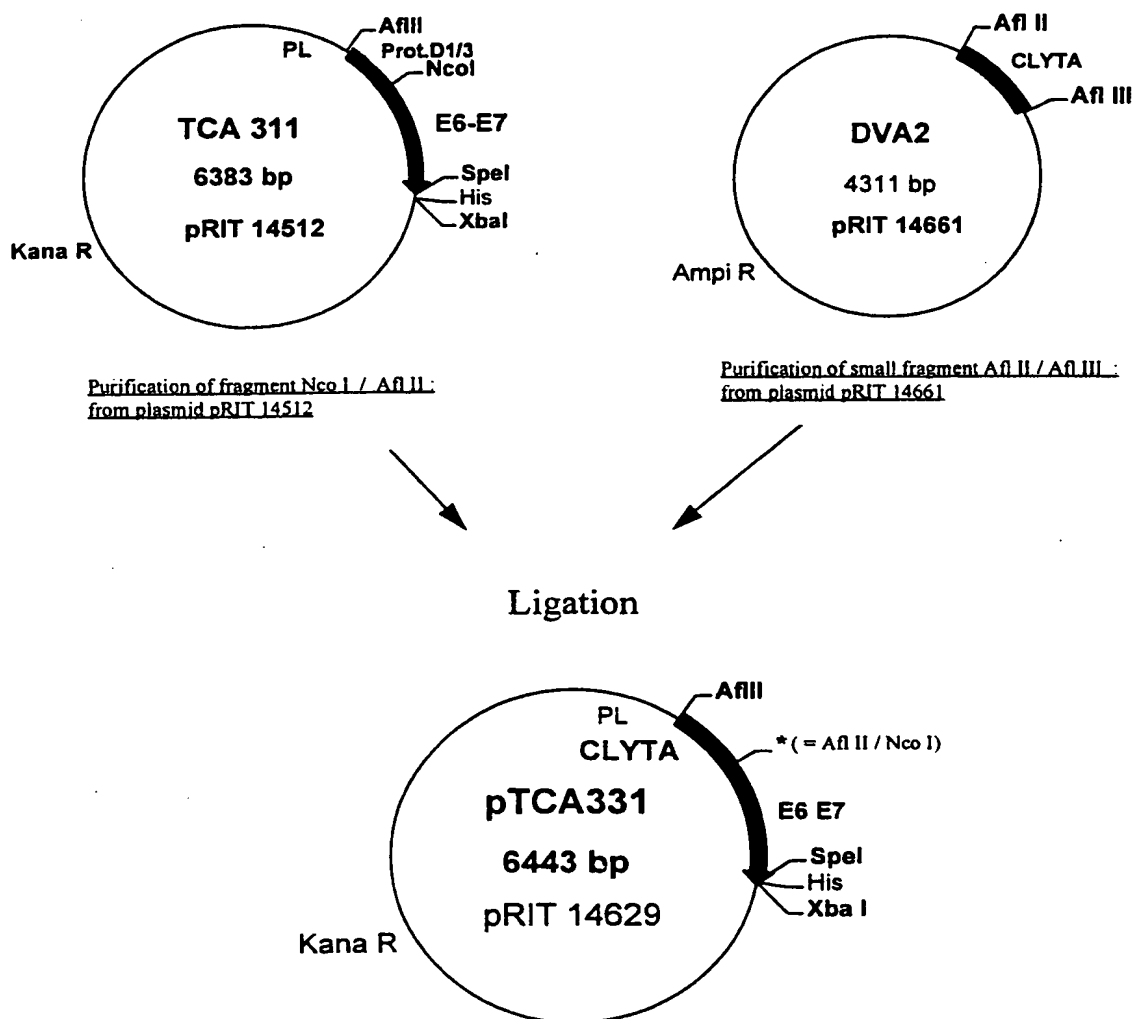 AflII
PL
Prot.D1/3
NcoI
E6-E7
TCA 311
6383 bp
pRIT 14512
SpeI
His
XbaI
Kana R
Afl II
CLYTA
Afl III
DVA2
4311 bp
pRIT 14661
Ampi R
Purification of fragment Nco I / Afl II :
from plasmid pRIT 14512
Purification of small fragment Afl II / Afl III :
from plasmid pRIT 14661
Ligation
AflII
PL
CLYTA
* ( = Afl II / Nco I)
pTCA331
E6 E7
6443 bp
SpeI
His
Xba I
pRIT 14629
Kana R